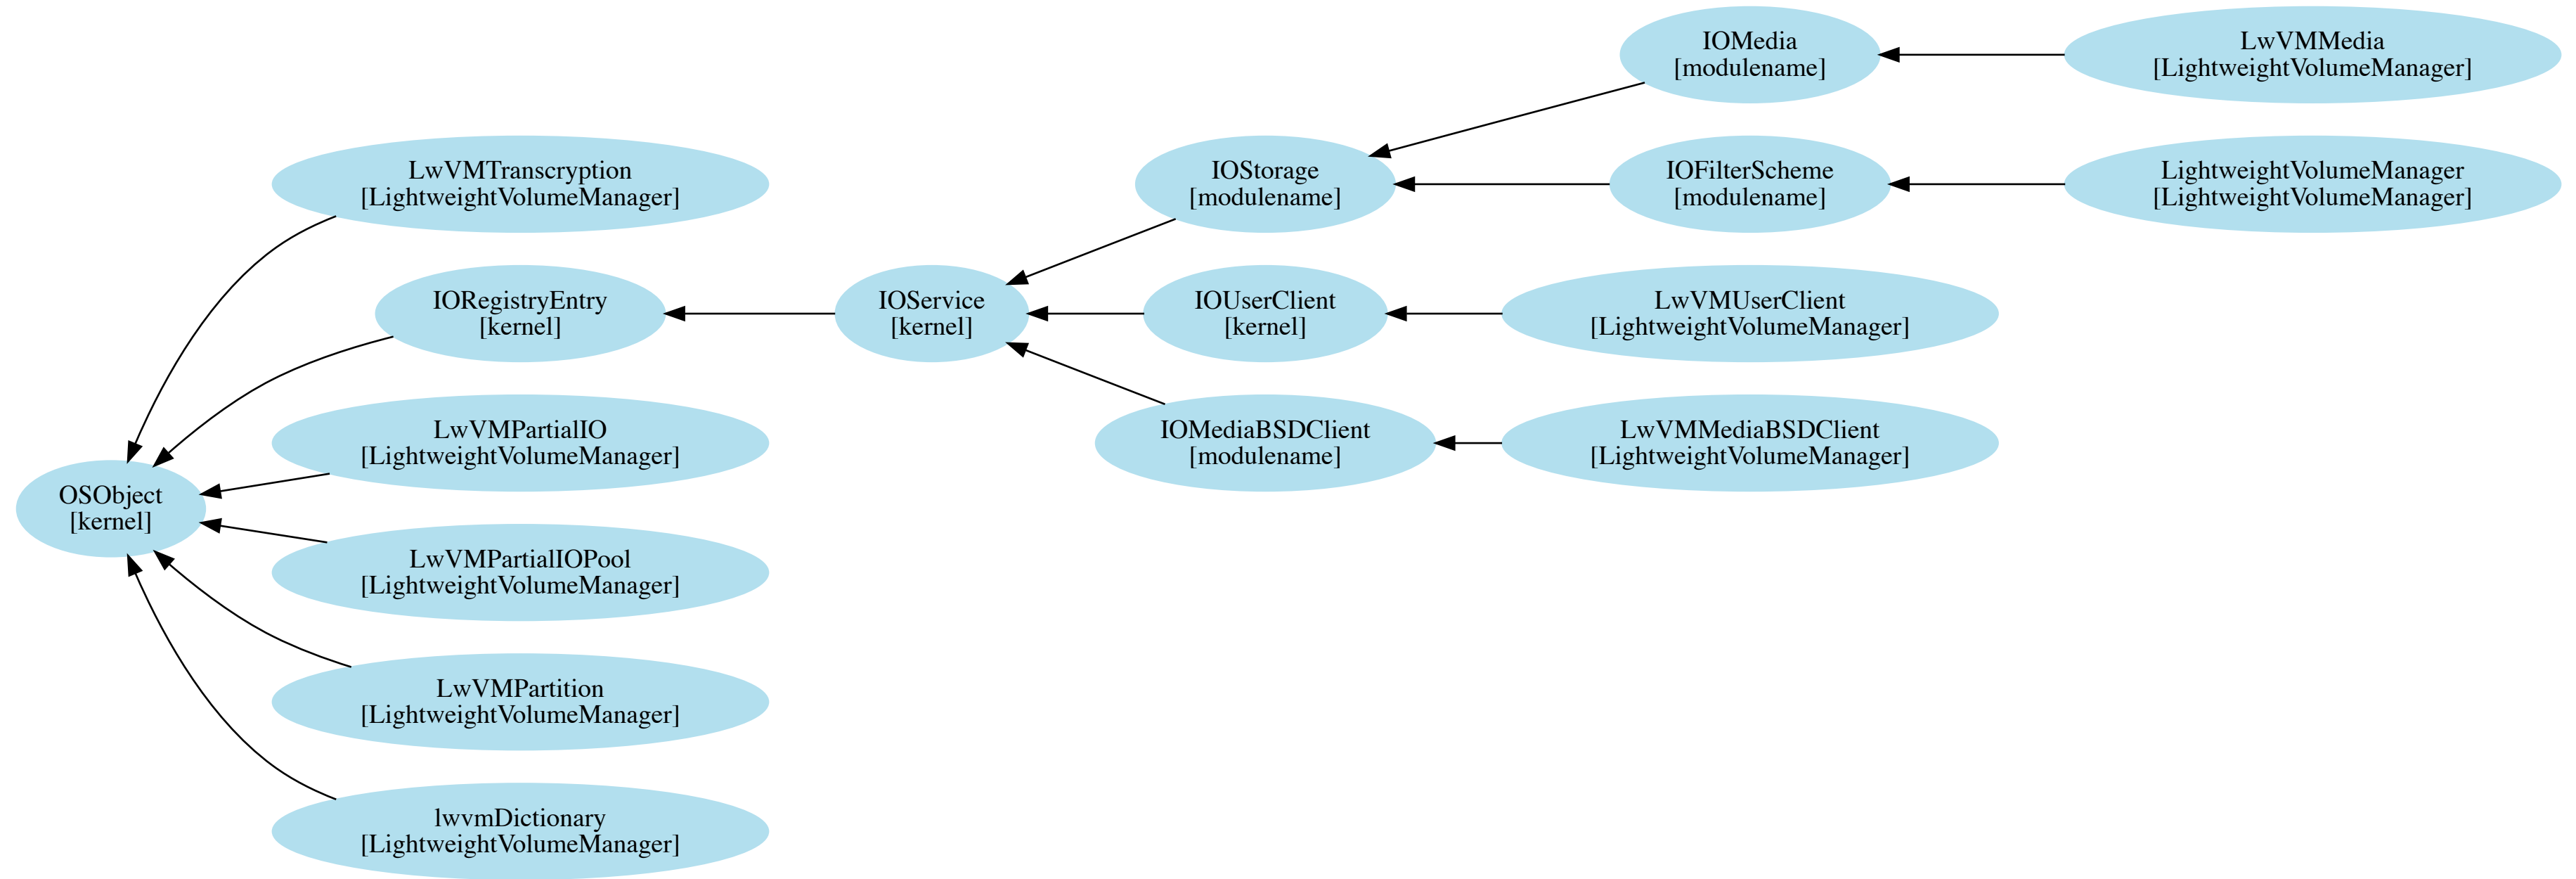 IOMedia
[modulename]
LwVMMedia
[LightweightVolumeManager]
LwVMTranscryption
[LightweightVolumeManager]
IOStorage
[modulename]
IOFilterScheme
[modulename]
LightweightVolumeManager
[LightweightVolumeManager]
IORegistryEntry
[kernel]
IOService
[kernel]
IOUserClient
[kernel]
LwVMUserClient
[LightweightVolumeManager]
LwVMPartialIO
[LightweightVolumeManager]
IOMediaBSDClient
[modulename]
LwVMMediaBSDClient
[LightweightVolumeManager]
OSObject
[kernel]
LwVMPartialIOPool
[LightweightVolumeManager]
LwVMPartition
[LightweightVolumeManager]
lwvmDictionary
[LightweightVolumeManager]